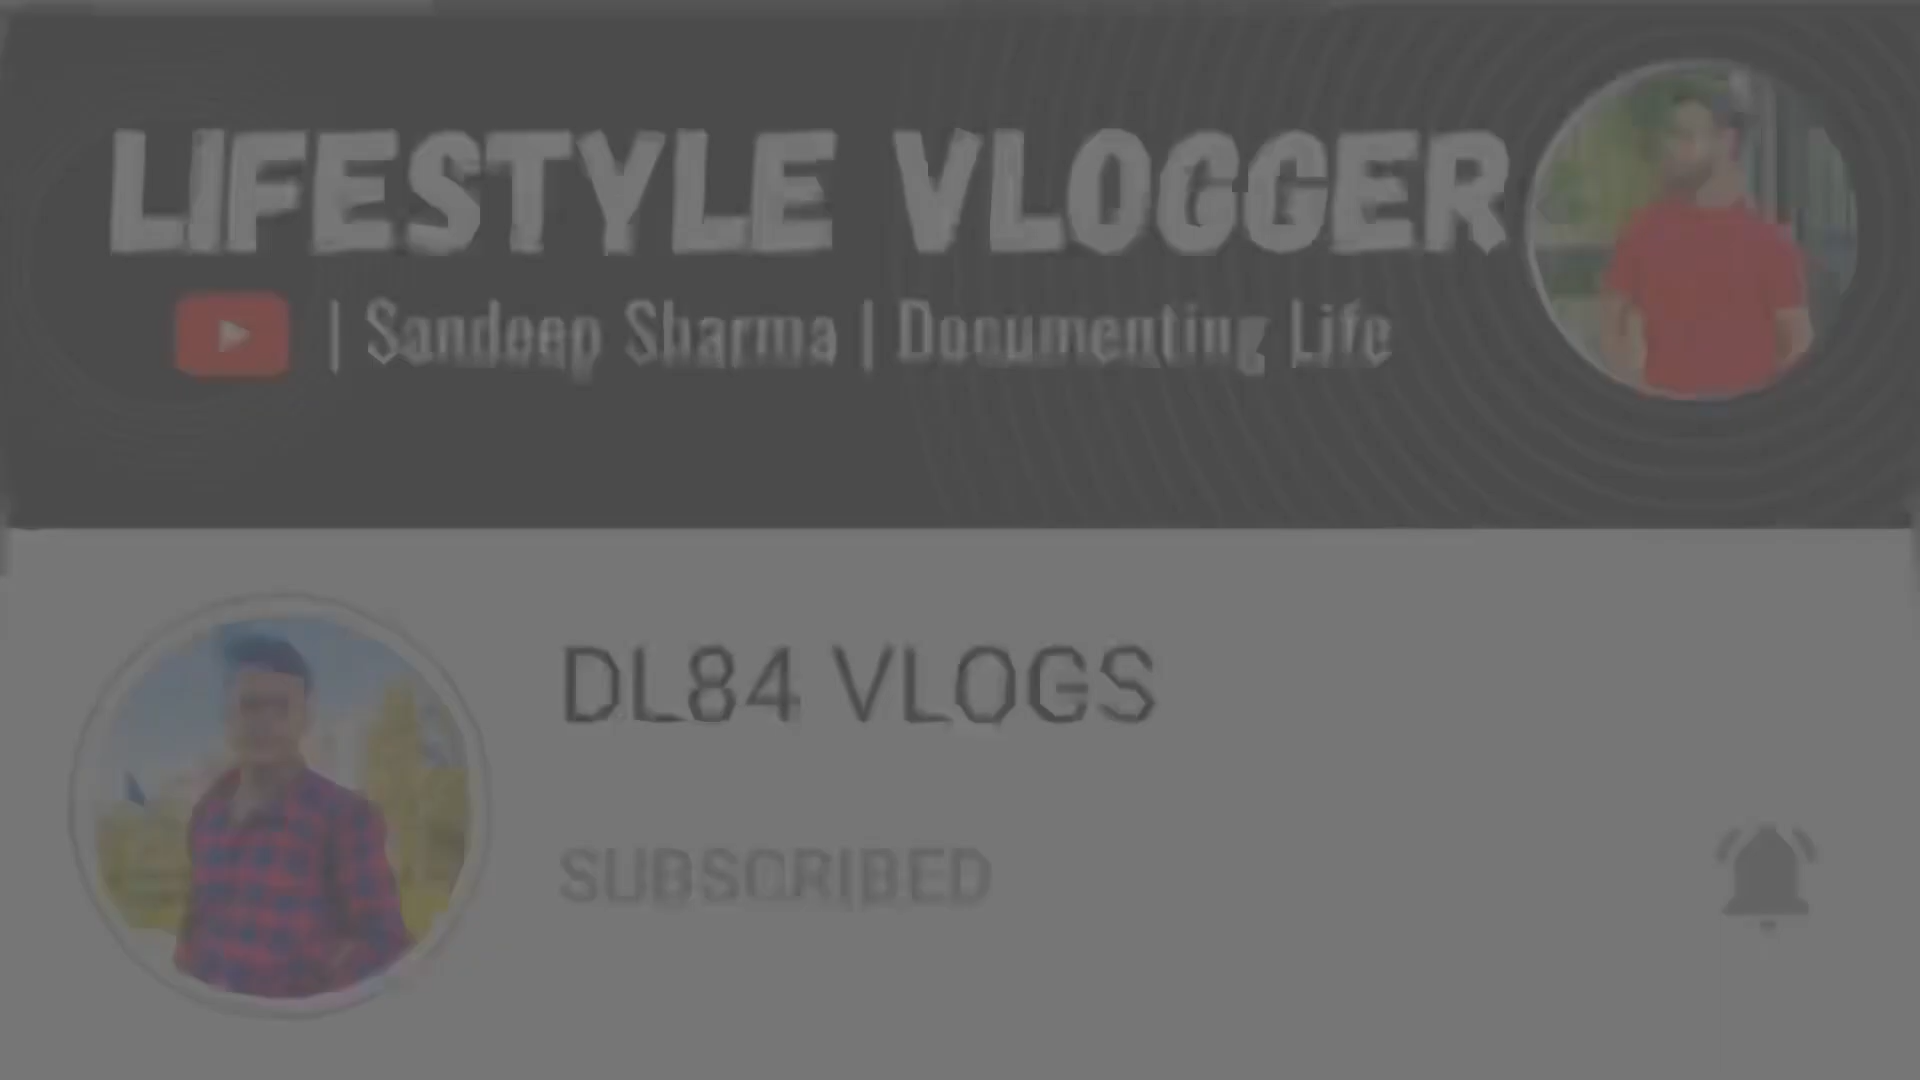 LIFESTYLE VLOGGER
| Sandeep Sharma | Documenting Life
DL84 VLOGS
SUBSCRIBED